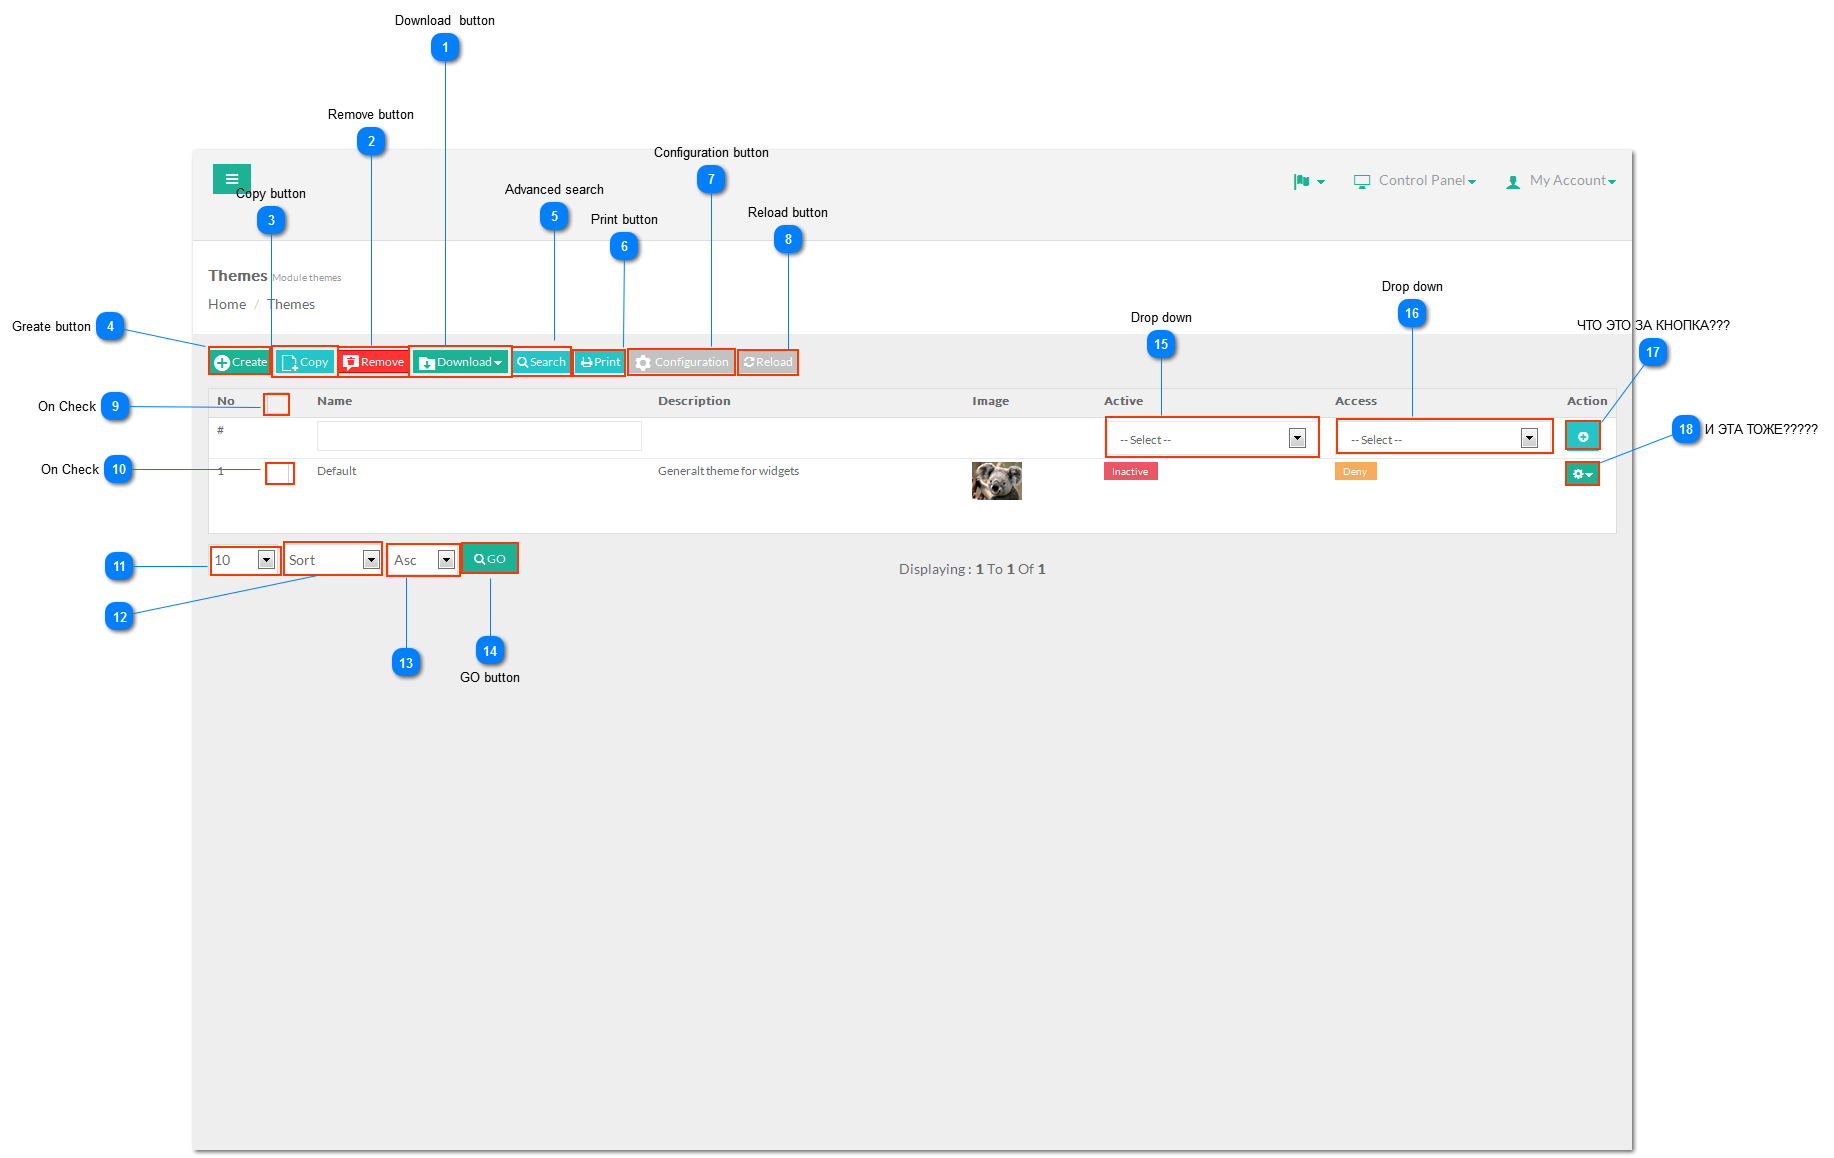 Download  button
1
Remove button
2
Configuration button
7
Control Panel
My Account
Copy button
3
Advanced search
5
Print button
6
Reload button
8
Themes Module themes
Home / Themes
Drop down
16
Drop down
15
Greate button 4
ЧТО ЭТО ЗА КНОПКА???
17
Create Copy Remove Download Search Print Configuration Reload
On Check 9
No Name Description Image Active Access Action
# -- Select -- -- Select --
18 И ЭТА ТОЖЕ?????
On Check 10
1 Default Generalt theme for widgets Inactive Deny
11
10 Sort Asc GO
Displaying : 1 To 1 Of 1
12
13
14
GO button